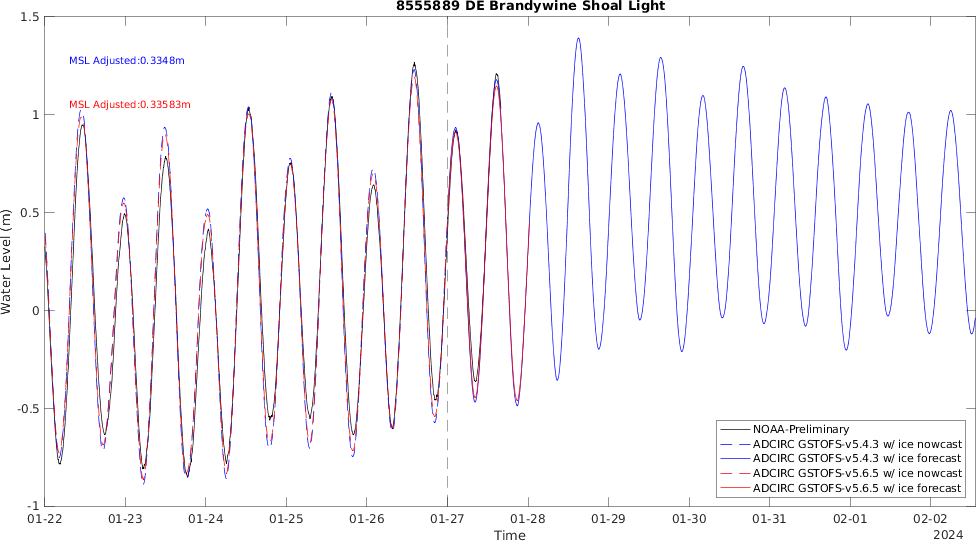 8555889 DE Brandywine Shoal Light
1.5
MSL Adjusted:0.3348m
MSL Adjusted:0.33583m
1
0.5
0
-0.5
-1
Water Level (m)
NOAA-Preliminary
ADCIRC GSTOFS-v5.4.3 w/ ice nowcast
ADCIRC GSTOFS-v5.4.3 w/ ice forecast
ADCIRC GSTOFS-v5.6.5 w/ ice nowcast
ADCIRC GSTOFS-v5.6.5 w/ ice forecast
01-22 01-23 01-24 01-25 01-26 01-27 01-28 01-29 01-30 01-31 02-01 02-02
Time
2024